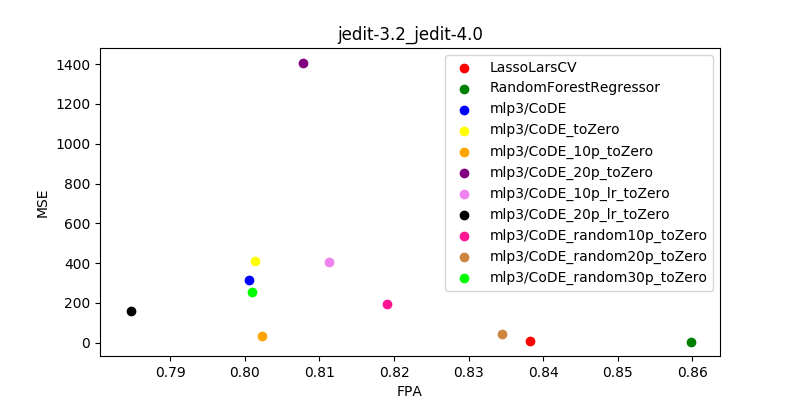 jedit-3.2_jedit-4.0
MSE
1400
1200
1000
800
600
400
200
0
LassoLarsCV
RandomForestRegressor
mlp3/CoDE
mlp3/CoDE_toZero
mlp3/CoDE_10p_toZero
mlp3/CoDE_20p_toZero
mlp3/CoDE_10p_lr_toZero
mlp3/CoDE_20p_lr_toZero
mlp3/CoDE_random10p_toZero
mlp3/CoDE_random20p_toZero
mlp3/CoDE_random30p_toZero
0.79 0.80 0.81 0.82 0.83 0.84 0.85 0.86
FPA